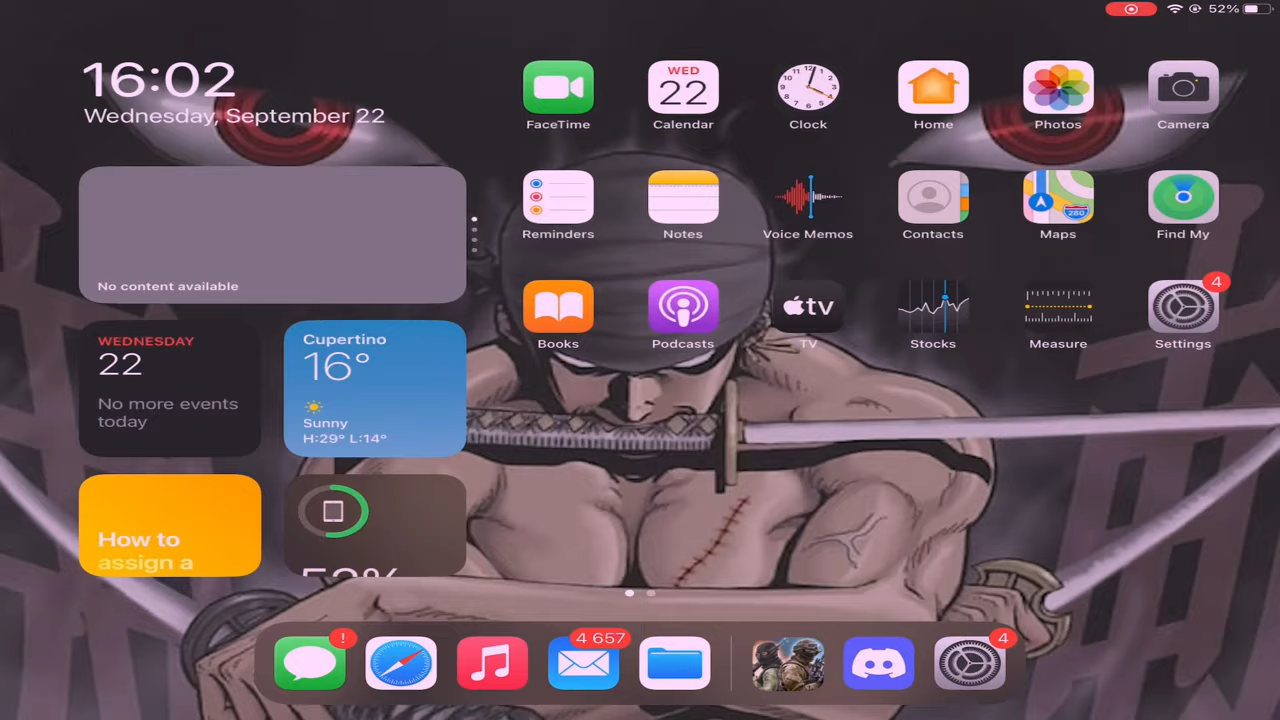 52%
16:02
Wednesday, September 22
No content available
WEDNESDAY
22
No more events
today
Cupertino
16°
Sunny
H:29° L:14°
How to
assign a
52%
WED
22
FaceTime
Calendar
Clock
Home
Photos
Camera
280
Reminders
Notes
Voice Memos
Contacts
Maps
Find My
tv
4
Books
Podcasts
TV
Stocks
Measure
Settings
!
4 657
4